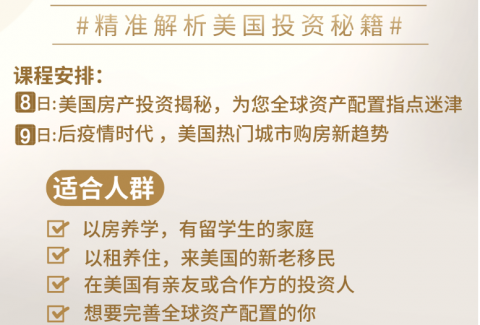 #精准解析美国投资秘籍#
课程安排：
8日:美国房产投资揭秘，为您全球资产配置指点迷津
9日:后疫情时代，美国热门城市购房新趋势
适合人群
以房养学，有留学生的家庭
以租养住，来美国的新老移民
在美国有亲友或合作方的投资人
想要完善全球资产配置的你